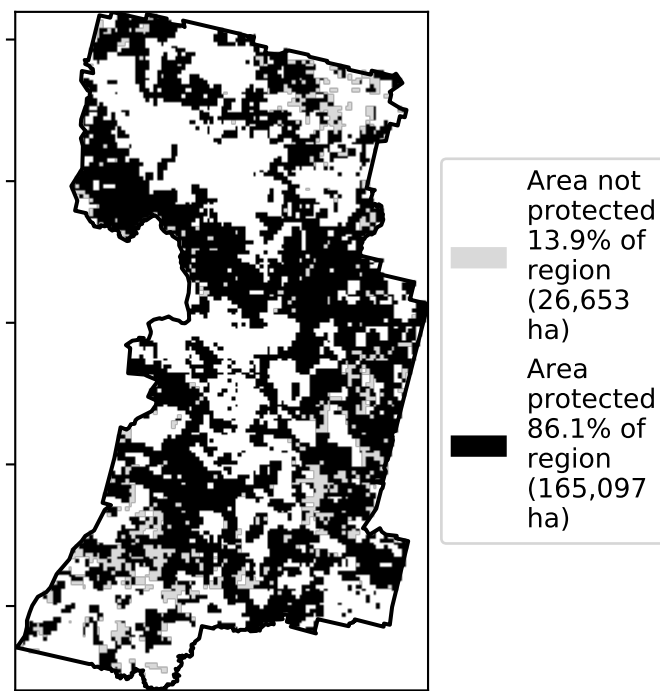 Area not
protected
13.9% of
region
(26,653
ha)
Area
protected
86.1% of
region
(165,097
ha)